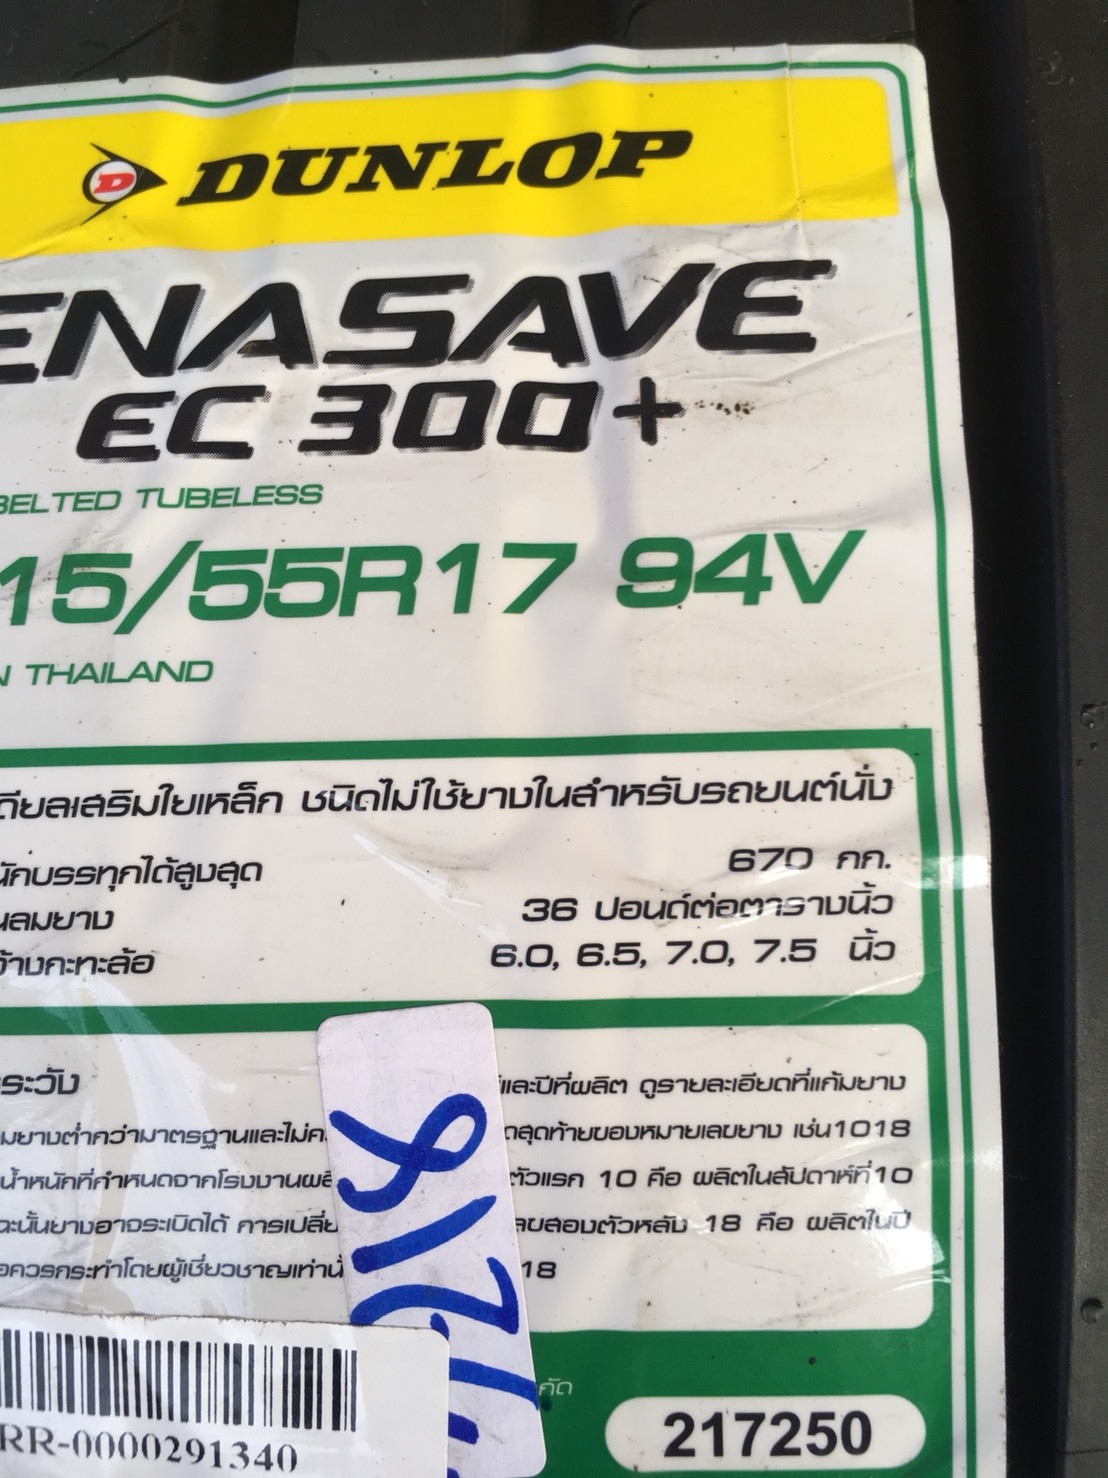 DUNLOP
ENASAVE
EC 300+
BELTED TUBELESS
15/55R17 94V
THAILAND
ดียลเสริมใยเหล็ก ชนิดไม่ใช้ยางในสำหรับรถยนต์นั่ง
นักบรรทุกได้สูงสุด 670 กก.
นลมยาง 36 ปอนด์ต่อตารางนิ้ว
ว้างกะทะล้อ 6.0, 6.5, 7.0, 7.5 นิ้ว
ระวัง และปีที่ผลิต ดูรายละเอียดที่แก้มยาง
มยางต่ำกว่ามาตรฐานและไม่ค ดสุดท้ายของหมายเลขยาง เช่น1018
น้ำหนักที่กำหนดจากโรงงานผลิ ตัวแรก 10 คือ ผลิตในสัปดาห์ที่10
ฉะนั้นยางอาจระเบิดได้ การเปลี่ย ลขสองตัวหลัง 18 คือ ผลิตในปี
อควรกระทำโดยผู้เชี่ยวชาญเท่านั้ 18
กัด
RR-0000291340
217250